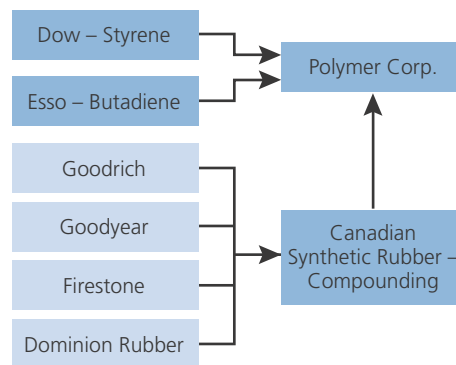 Dow – Styrene
Esso – Butadiene
Polymer Corp.
Goodrich
Goodyear
Firestone
Dominion Rubber
Canadian
Synthetic Rubber –
Compounding